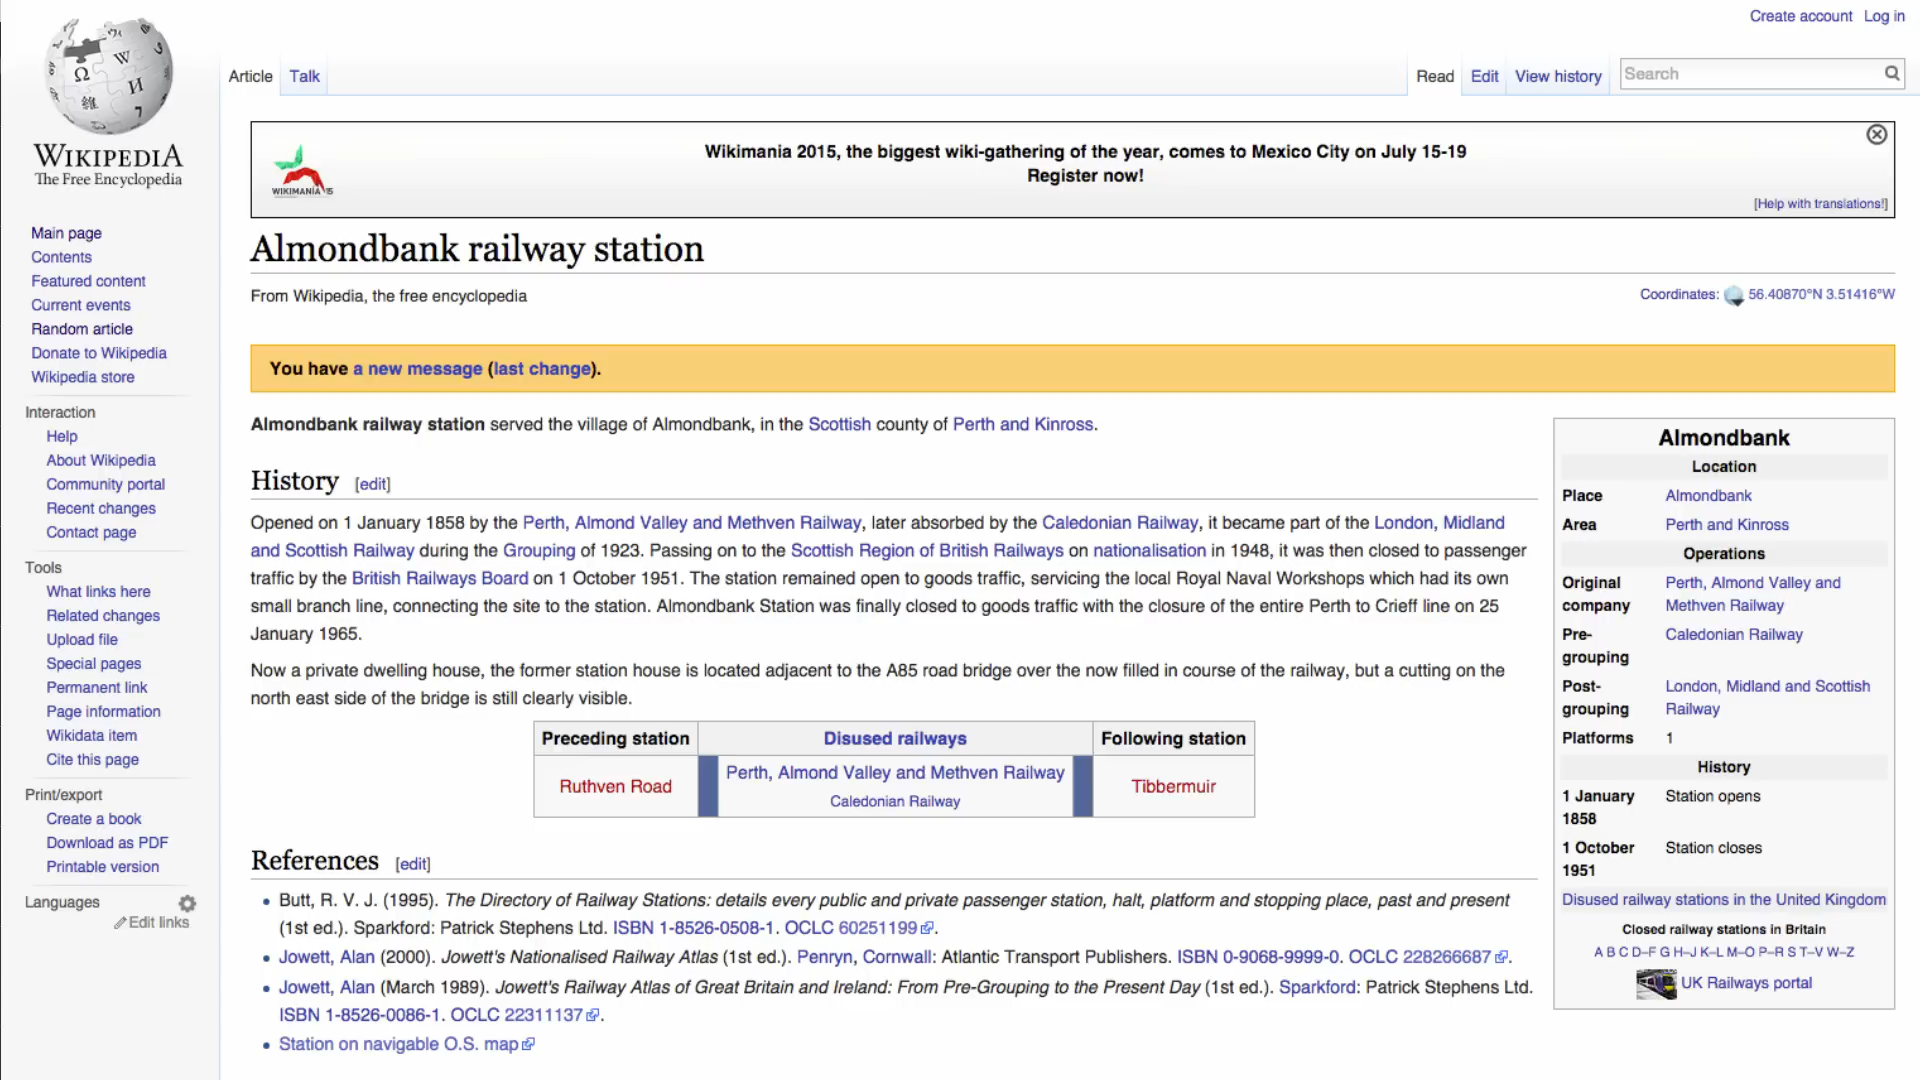 Create account Log in
Article Talk Read Edit View history Search
WIKIPEDIA
The Free Encyclopedia
Main page
Contents
Featured content
Current events
Random article
Donate to Wikipedia
Wikipedia store
Interaction
Help
About Wikipedia
Community portal
Recent changes
Contact page
Tools
What links here
Related changes
Upload file
Special pages
Permanent link
Page information
Wikidata item
Cite this page
Print/export
Create a book
Download as PDF
Printable version
Languages
Edit links
WIKIMANIA 15
Wikimania 2015, the biggest wiki-gathering of the year, comes to Mexico City on July 15-19
Register now!
[Help with translations!]
Almondbank railway station
From Wikipedia, the free encyclopedia
Coordinates: 56.40870°N 3.51416°W
You have a new message (last change).
Almondbank railway station served the village of Almondbank, in the Scottish county of Perth and Kinross.
History [edit]
Opened on 1 January 1858 by the Perth, Almond Valley and Methven Railway, later absorbed by the Caledonian Railway, it became part of the London, Midland
and Scottish Railway during the Grouping of 1923. Passing on to the Scottish Region of British Railways on nationalisation in 1948, it was then closed to passenger
traffic by the British Railways Board on 1 October 1951. The station remained open to goods traffic, servicing the local Royal Naval Workshops which had its own
small branch line, connecting the site to the station. Almondbank Station was finally closed to goods traffic with the closure of the entire Perth to Crieff line on 25
January 1965.
Now a private dwelling house, the former station house is located adjacent to the A85 road bridge over the now filled in course of the railway, but a cutting on the
north east side of the bridge is still clearly visible.
Preceding station Disused railways Following station
Ruthven Road Perth, Almond Valley and Methven Railway Tibbermuir
Caledonian Railway
References [edit]
Butt, R. V. J. (1995). The Directory of Railway Stations: details every public and private passenger station, halt, platform and stopping place, past and present
(1st ed.). Sparkford: Patrick Stephens Ltd. ISBN 1-8526-0508-1. OCLC 60251199.
Jowett, Alan (2000). Jowett's Nationalised Railway Atlas (1st ed.). Penryn, Cornwall: Atlantic Transport Publishers. ISBN 0-9068-9999-0. OCLC 228266687.
Jowett, Alan (March 1989). Jowett's Railway Atlas of Great Britain and Ireland: From Pre-Grouping to the Present Day (1st ed.). Sparkford: Patrick Stephens Ltd.
ISBN 1-8526-0086-1. OCLC 22311137.
Station on navigable O.S. map
Almondbank
Location
Place Almondbank
Area Perth and Kinross
Operations
Original Perth, Almond Valley and
company Methven Railway
Pre- Caledonian Railway
grouping
Post- London, Midland and Scottish
grouping Railway
Platforms 1
History
1 January Station opens
1858
1 October Station closes
1951
Disused railway stations in the United Kingdom
Closed railway stations in Britain
A B C D–F G H–J K–L M–O P–R S T–V W–Z
UK Railways portal